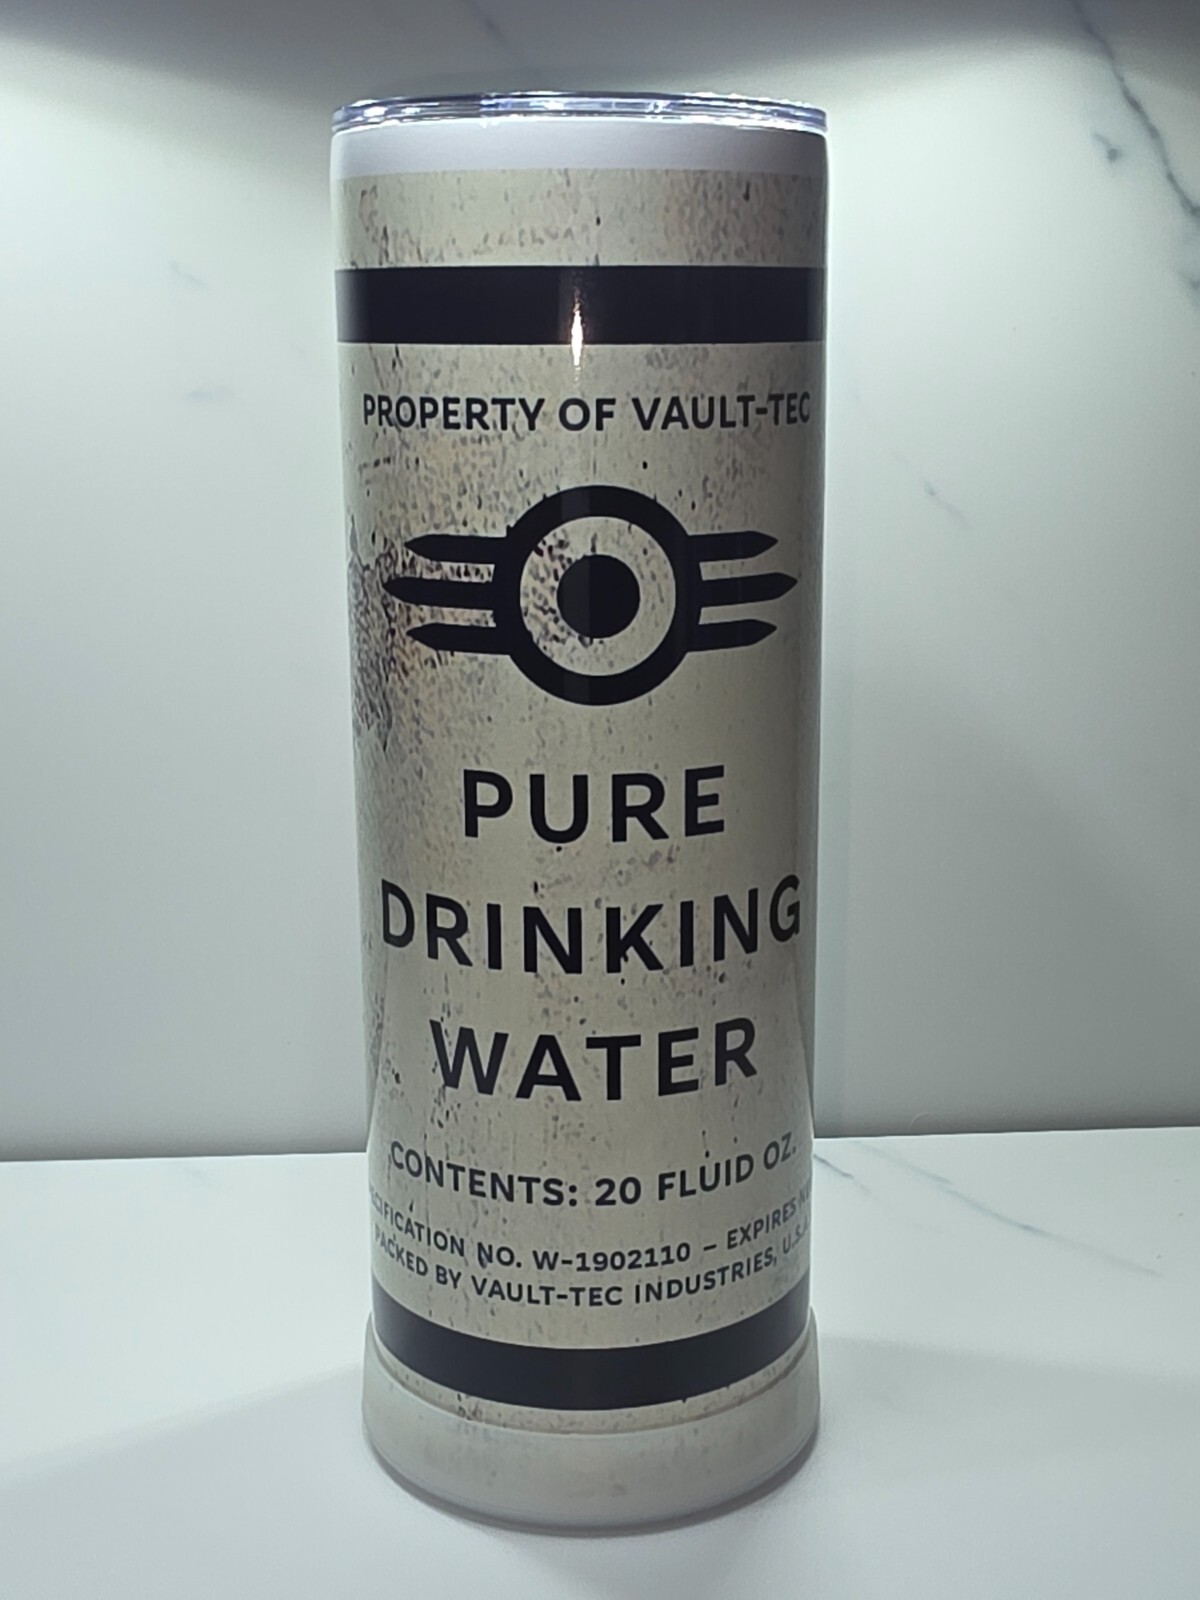 PROPERTY OF VAULT-TEC
PURE
DRINKING
WATER
CONTENTS: 20 FLUID OZ.
NO. W-1902110 – EXPIRES
PACKED BY VAULT-TEC INDUSTRIES, U.S.A